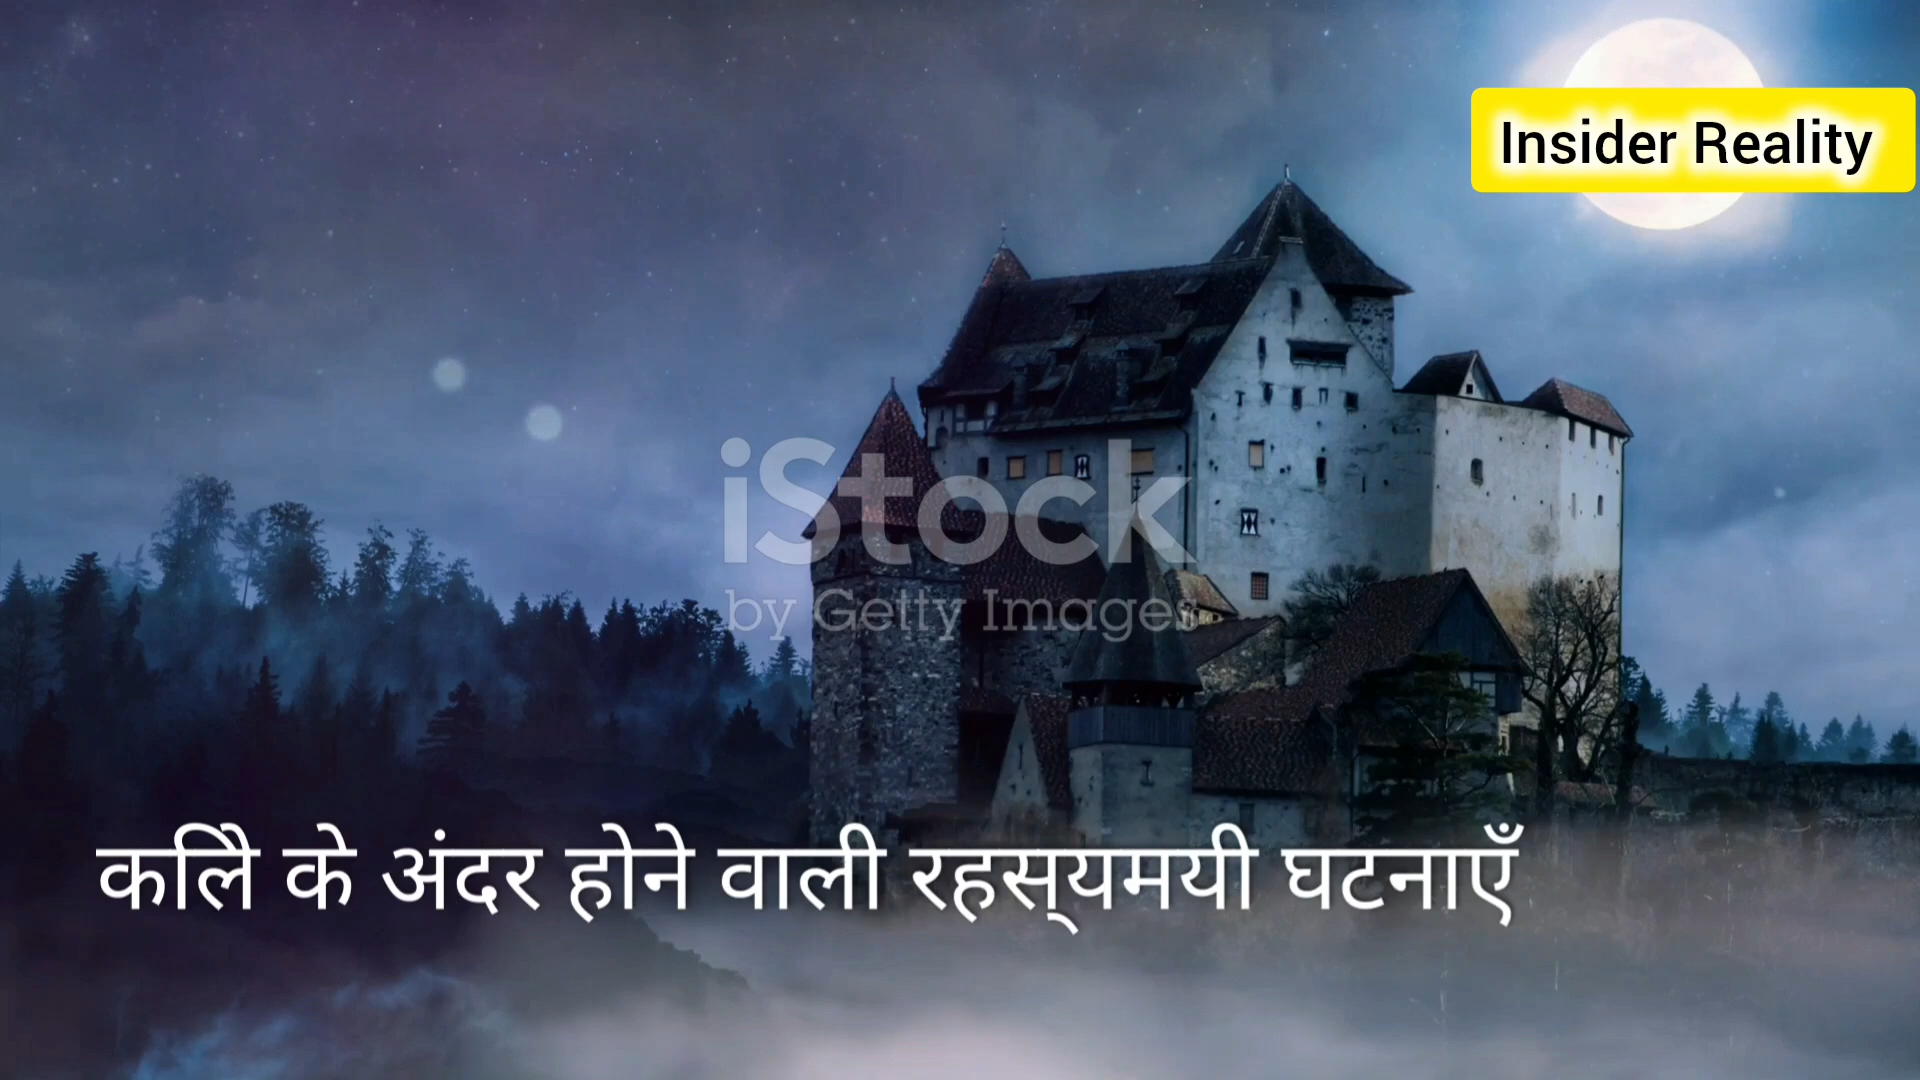 Insider Reality
iStock
by Getty Images
कलिै के अंदर होने वाली रहस्यमयी घटनाएँ